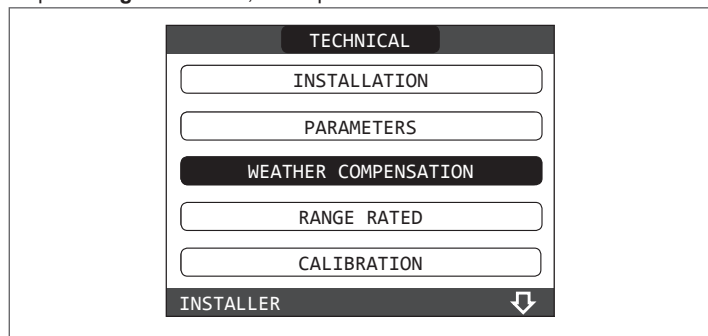 TECHNICAL
INSTALLATION
PARAMETERS
WEATHER COMPENSATION
RANGE RATED
CALIBRATION
INSTALLER